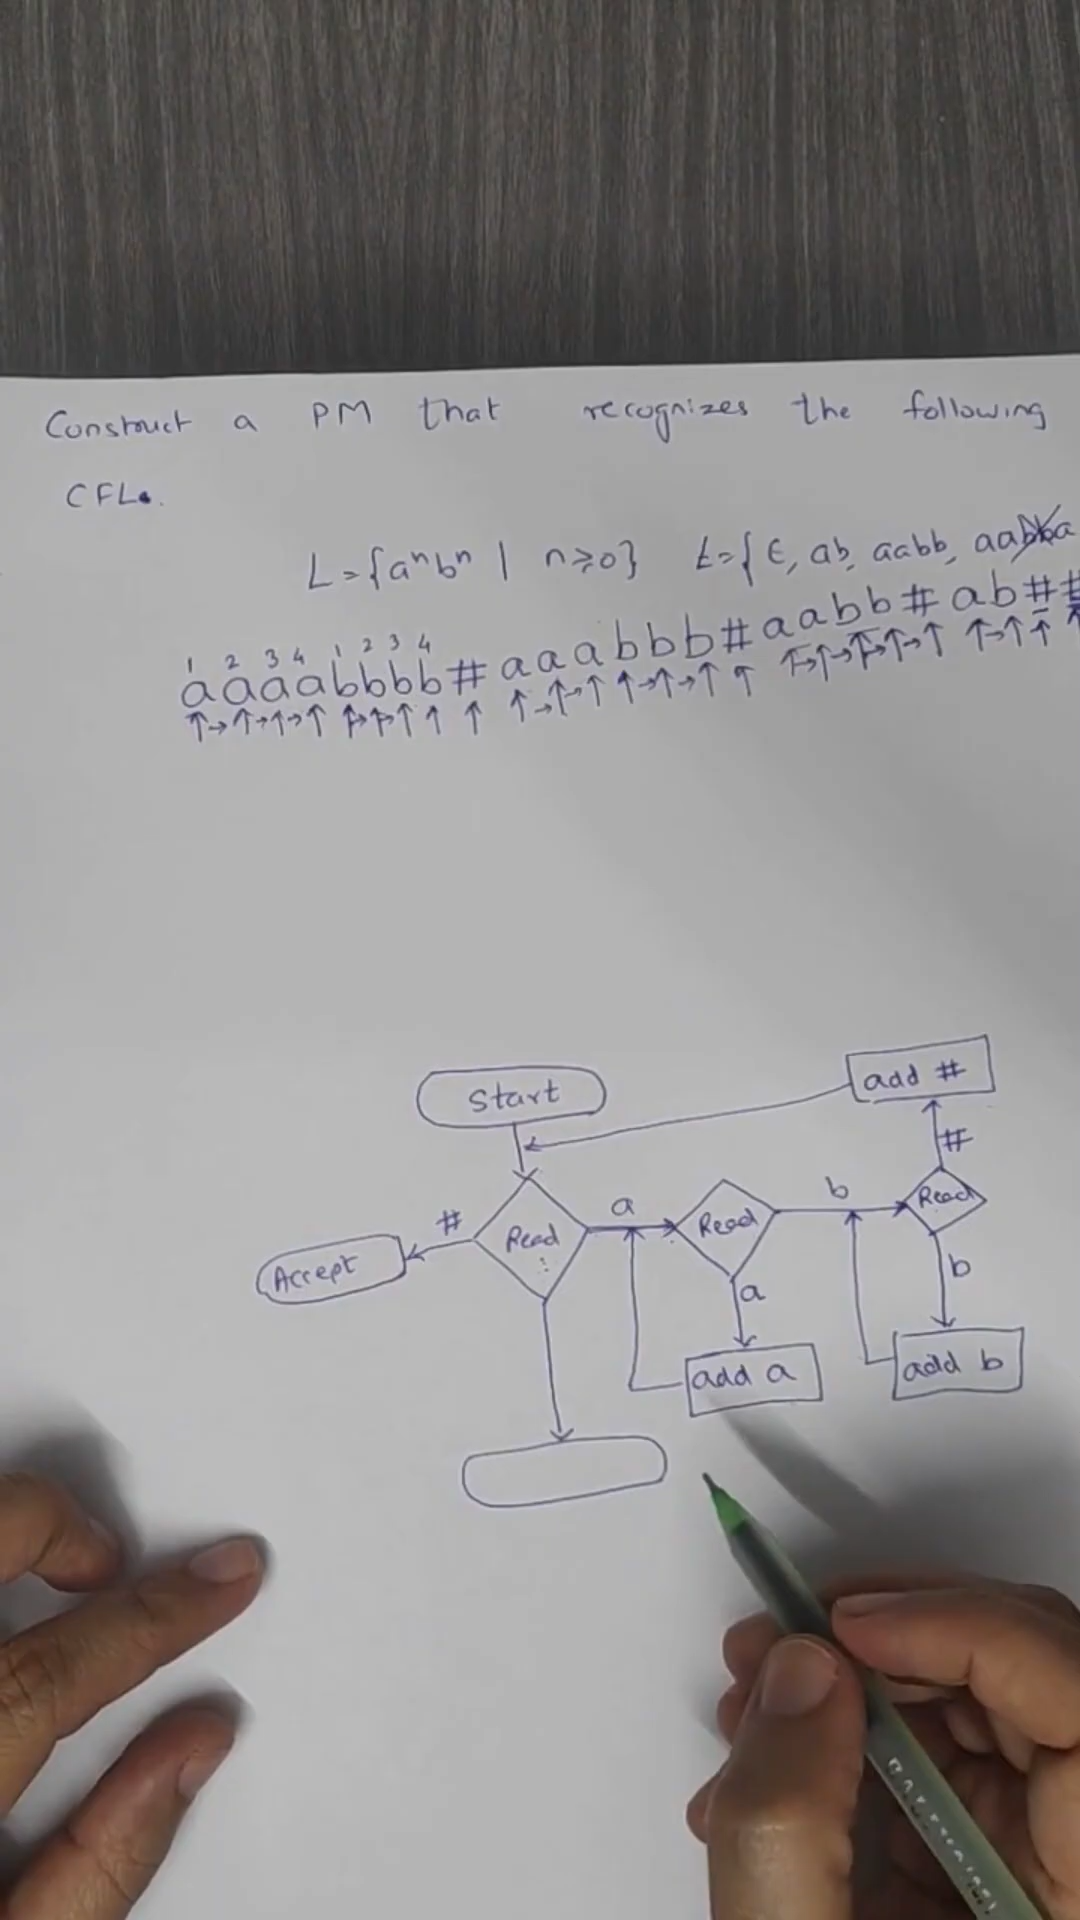 Construct a PM that recognizes the following
CFL.
L = {aⁿbⁿ | n ≥ 0} L = {ϵ, ab, aabb,
1 2 3 4 1 2 3 4
aaaabbbb#aaabbb#aabb#ab##
Start
add #
#
Read
a
Read
b
Read
#
Accept
a
b
add a
add b